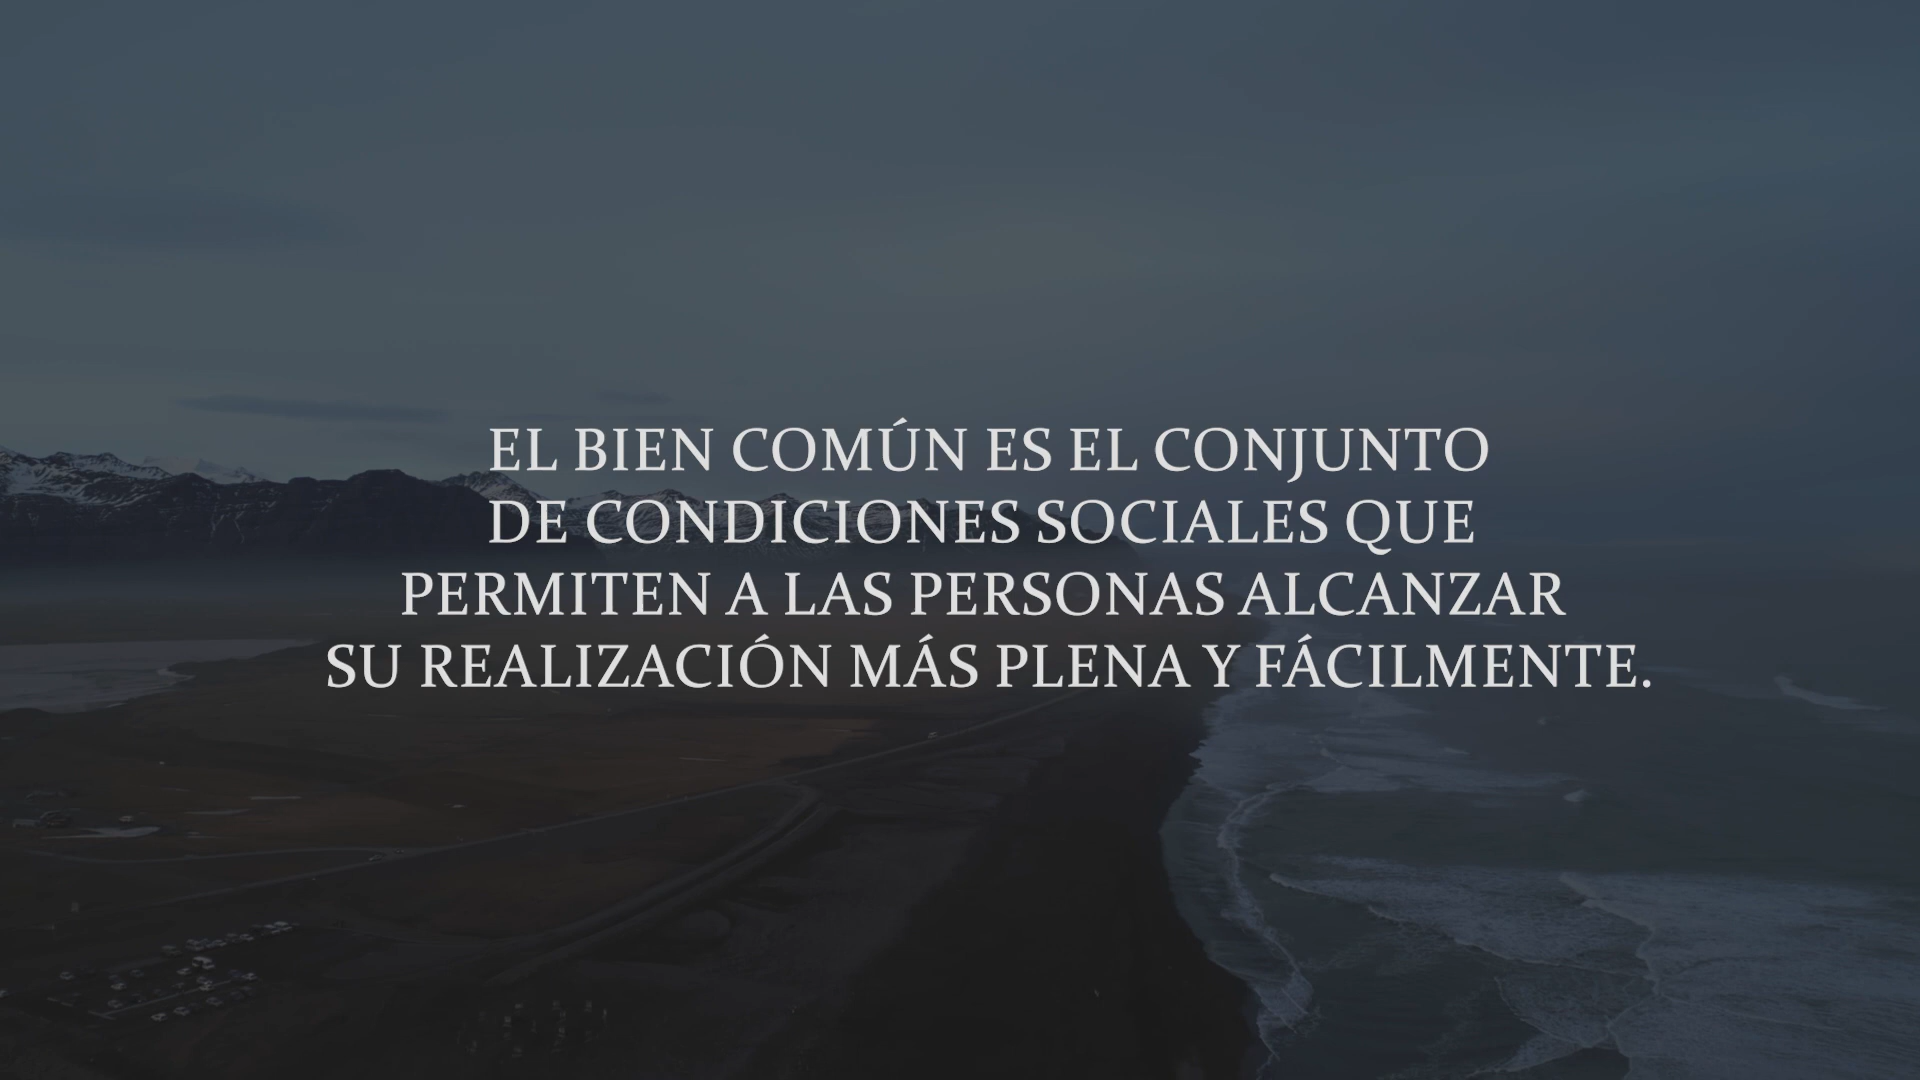 EL BIEN COMÚN ES EL CONJUNTO
DE CONDICIONES SOCIALES QUE
PERMITEN A LAS PERSONAS ALCANZAR
SU REALIZACIÓN MÁS PLENA Y FÁCILMENTE.